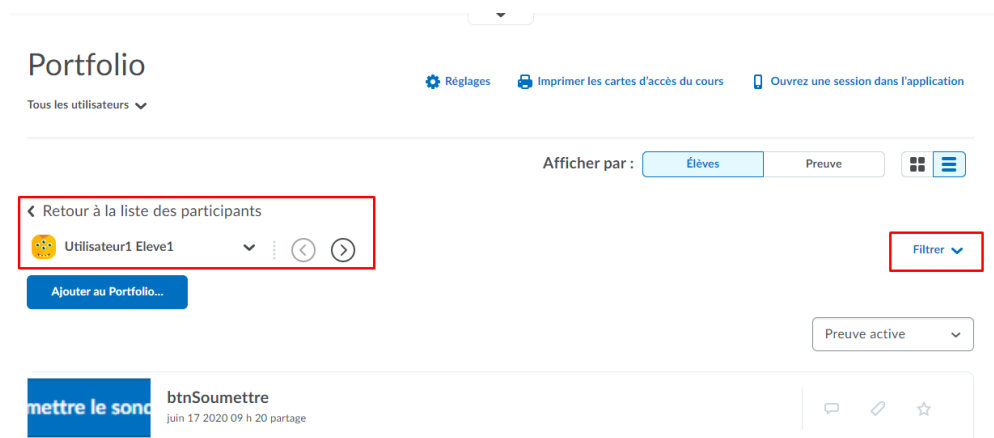 Portfolio
Réglages
Imprimer les cartes d'accès du cours
Ouvrez une session dans l'application
Tous les utilisateurs
Afficher par :
Élèves
Preuve
Retour à la liste des participants
Utilisateur1 Eleve1
Filtrer
Ajouter au Portfolio...
Preuve active
mettre le sond
btnSoumettre
juin 17 2020 09 h 20 partage